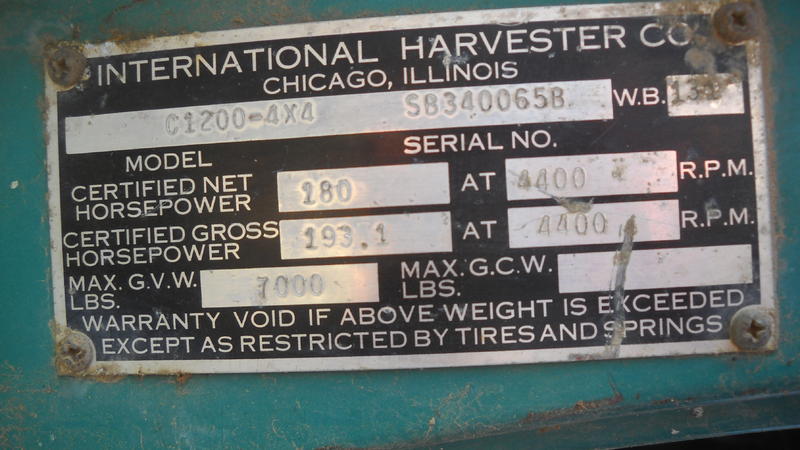 INTERNATIONAL HARVESTER CO
CHICAGO, ILLINOIS
C1200-4X4 SB340065B W.B.
MODEL SERIAL NO.
CERTIFIED NET HORSEPOWER 180 AT 4400 R.P.M.
CERTIFIED GROSS HORSEPOWER 193.1 AT 4400 R.P.M.
MAX. G.V.W. LBS. 7000 MAX. G.C.W. LBS.
WARRANTY VOID IF ABOVE WEIGHT IS EXCEEDED
EXCEPT AS RESTRICTED BY TIRES AND SPRINGS